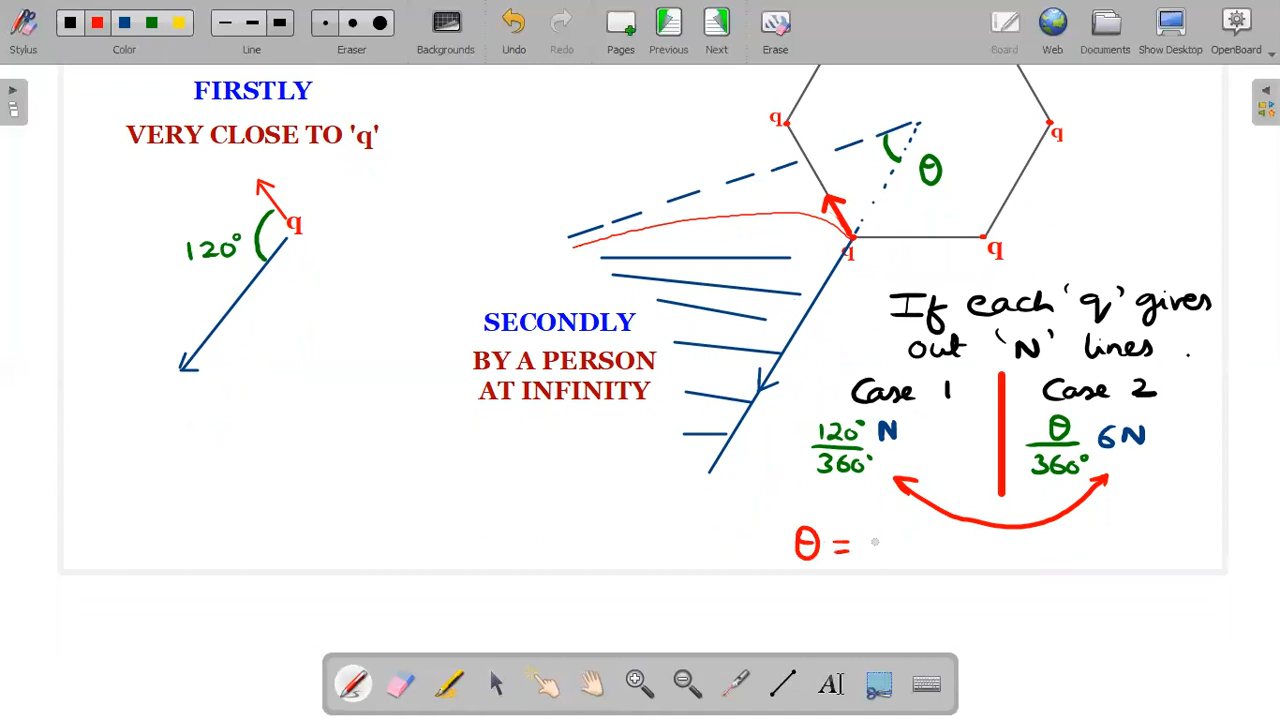 Stylus
Color
Line
Eraser
Backgrounds
Undo
Redo
Pages
Previous
Next
Erase
Board
Web
Documents
Show Desktop
OpenBoard
FIRSTLY
VERY CLOSE TO 'q'
q
120°
q
q
θ
q
q
If each 'q' gives
out 'N' lines .
SECONDLY
BY A PERSON
AT INFINITY
Case 1
Case 2
120°/360° N
θ/360° 6N
θ =